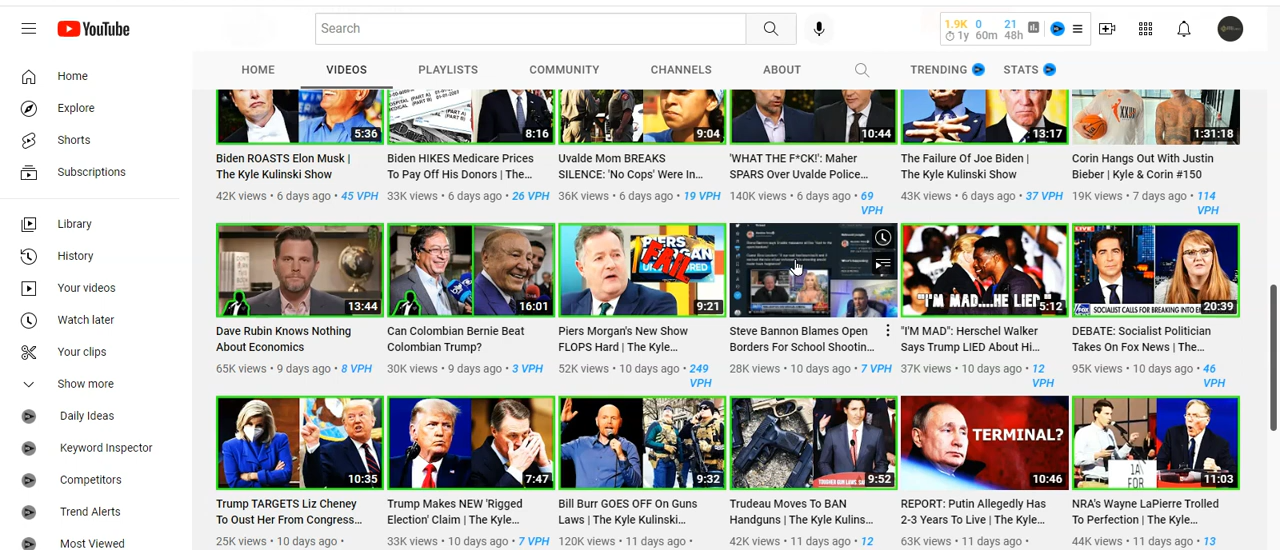 YouTube
Search
1.9K 0 21
1y 60m 48h
HOME VIDEOS PLAYLISTS COMMUNITY CHANNELS ABOUT TRENDING STATS
Home
Explore
Shorts
Subscriptions
Library
History
Your videos
Watch later
Your clips
Show more
Daily Ideas
Keyword Inspector
Competitors
Trend Alerts
Most Viewed
5:36
Biden ROASTS Elon Musk |
The Kyle Kulinski Show
42K views • 6 days ago • 45 VPH
8:16
Biden HIKES Medicare Prices
To Pay Off His Donors | The...
33K views • 6 days ago • 26 VPH
9:04
Uvalde Mom BREAKS
SILENCE: 'No Cops' Were In...
36K views • 6 days ago • 19 VPH
10:44
'WHAT THE F*CK!': Maher
SPARS Over Uvalde Police...
140K views • 6 days ago • 69
VPH
13:17
The Failure Of Joe Biden |
The Kyle Kulinski Show
43K views • 6 days ago • 37 VPH
1:31:18
Corin Hangs Out With Justin
Bieber | Kyle & Corin #150
19K views • 7 days ago • 114
VPH
13:44
Dave Rubin Knows Nothing
About Economics
65K views • 9 days ago • 8 VPH
16:01
Can Colombian Bernie Beat
Colombian Trump?
30K views • 9 days ago • 3 VPH
FAIL
9:21
Piers Morgan's New Show
FLOPS Hard | The Kyle...
52K views • 10 days ago • 249
VPH
Steve Bannon Blames Open
Borders For School Shootin...
28K views • 10 days ago • 7 VPH
"I'M MAD...HE LIED"
5:12
"I'M MAD": Herschel Walker
Says Trump LIED About Hi...
37K views • 10 days ago • 12
VPH
LIVE
SOCIALIST CALLS FOR BREAKING INTO
20:39
DEBATE: Socialist Politician
Takes On Fox News | The...
95K views • 10 days ago • 46
VPH
10:35
Trump TARGETS Liz Cheney
To Oust Her From Congress...
25K views • 10 days ago •
7:47
Trump Makes NEW 'Rigged
Election' Claim | The Kyle...
33K views • 10 days ago • 7 VPH
9:32
Bill Burr GOES OFF On Guns
Laws | The Kyle Kulinski...
120K views • 11 days ago •
9:52
Trudeau Moves To BAN
Handguns | The Kyle Kulins...
42K views • 11 days ago • 12
TERMINAL?
10:46
REPORT: Putin Allegedly Has
2-3 Years To Live | The Kyle...
63K views • 11 days ago •
11:03
NRA's Wayne LaPierre Trolled
To Perfection | The Kyle...
44K views • 11 days ago • 13